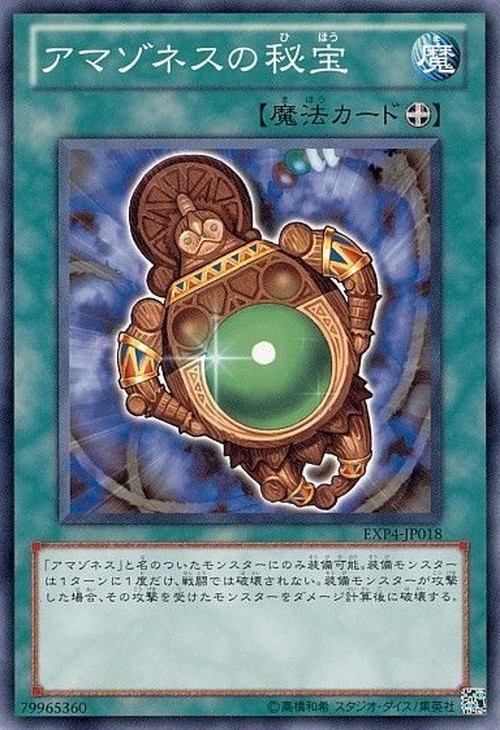 アマゾネスの秘宝
魔
【魔法カード】
EXP4-JP018
「アマゾネス」と名のついたモンスターにのみ装備可能。装備モンスター
は1ターンに1度だけ、戦闘では破壊されない。装備モンスターが攻撃
した場合、その攻撃を受けたモンスターをダメージ計算後に破壊する。
79965360
©高橋和希 スタジオ・ダイス/集英社